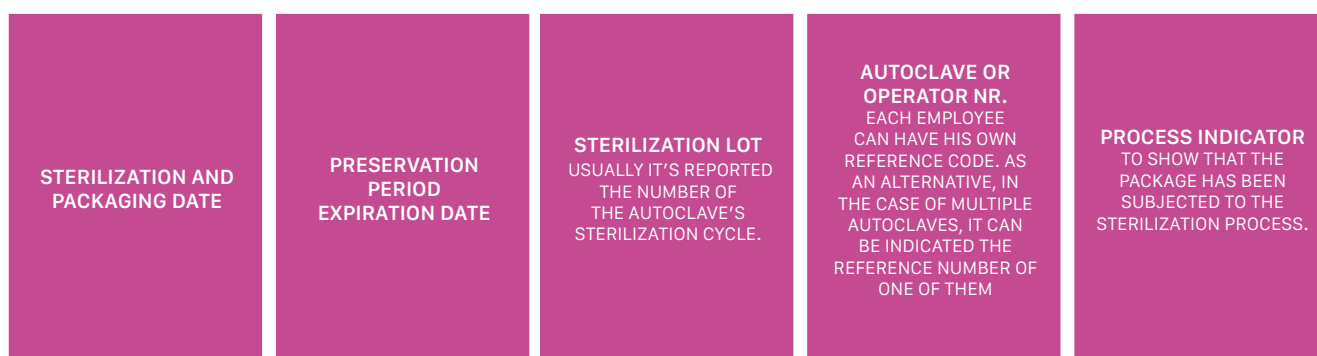 STERILIZATION AND
PACKAGING DATE
PRESERVATION
PERIOD
EXPIRATION DATE
STERILIZATION LOT
USUALLY IT'S REPORTED
THE NUMBER OF
THE AUTOCLAVE'S
STERILIZATION CYCLE.
AUTOCLAVE OR
OPERATOR NR.
EACH EMPLOYEE
CAN HAVE HIS OWN
REFERENCE CODE. AS
AN ALTERNATIVE, IN
THE CASE OF MULTIPLE
AUTOCLAVES, IT CAN
BE INDICATED THE
REFERENCE NUMBER OF
ONE OF THEM
PROCESS INDICATOR
TO SHOW THAT THE
PACKAGE HAS BEEN
SUBJECTED TO THE
STERILIZATION PROCESS.